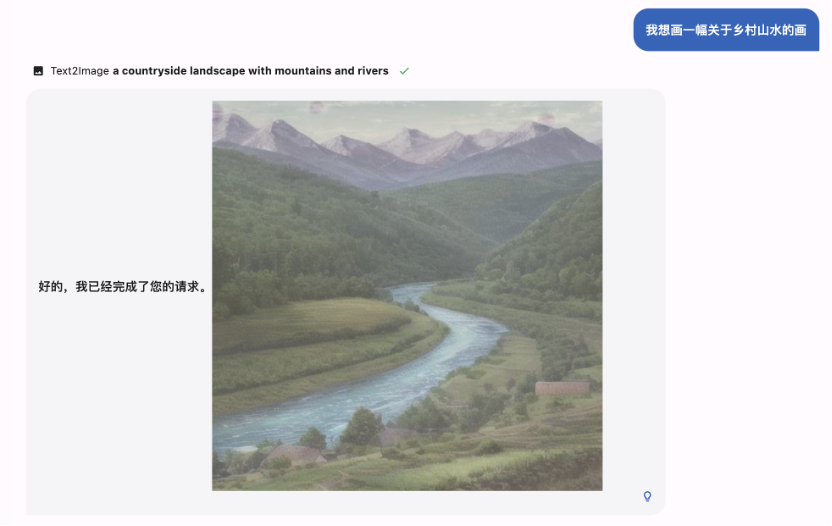 我想画一幅关于乡村山水的画
Text2Image a countryside landscape with mountains and rivers
好的，我已经完成了您的请求。